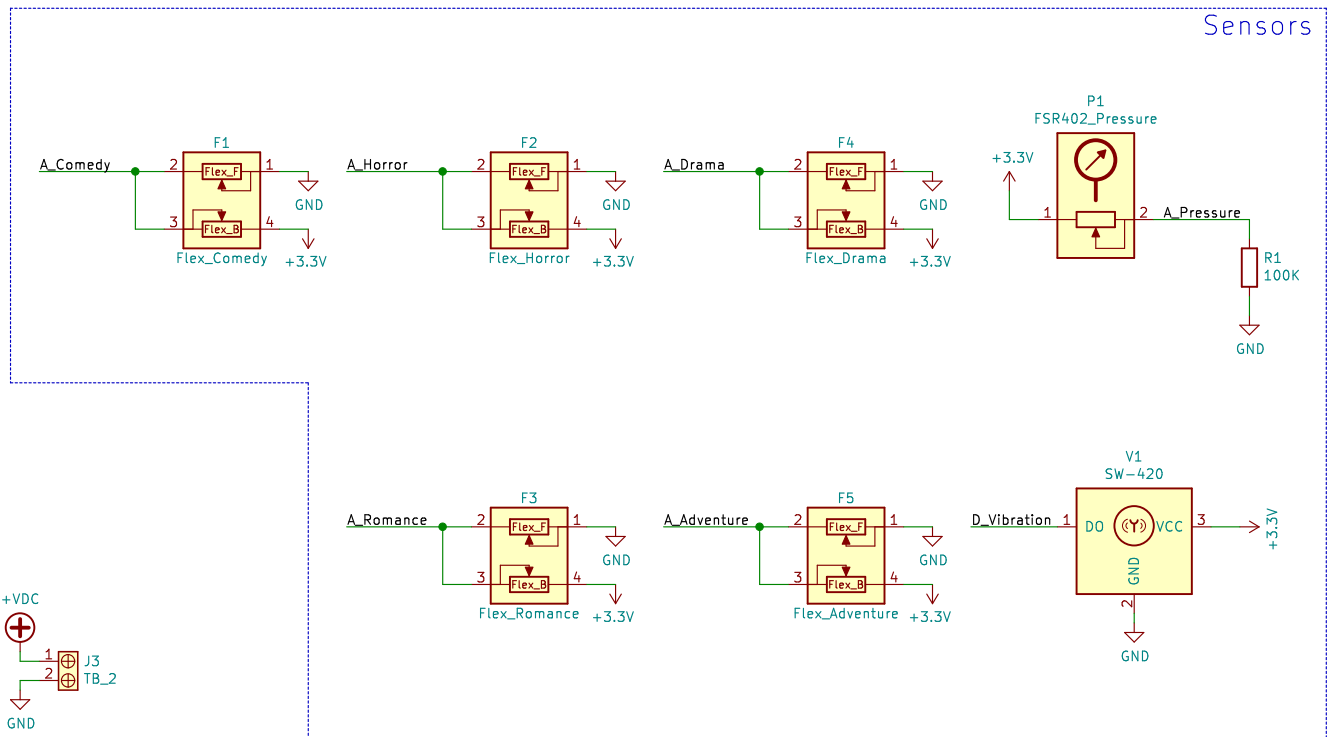 Sensors
P1
FSR402_Pressure
F1
A_Comedy 2 Flex_F 1
GND
3 Flex_B 4
Flex_Comedy +3.3V
F2
A_Horror 2 Flex_F 1
GND
3 Flex_B 4
Flex_Horror +3.3V
F4
A_Drama 2 Flex_F 1
GND
3 Flex_B 4
Flex_Drama +3.3V
+3.3V
1 2 A_Pressure
R1
100K
GND
F3
A_Romance 2 Flex_F 1
GND
3 Flex_B 4
Flex_Romance +3.3V
F5
A_Adventure 2 Flex_F 1
GND
3 Flex_B 4
Flex_Adventure +3.3V
V1
SW-420
D_Vibration 1 DO VCC 3 +3.3V
GND
2
GND
+VDC
1 J3
2 TB_2
GND